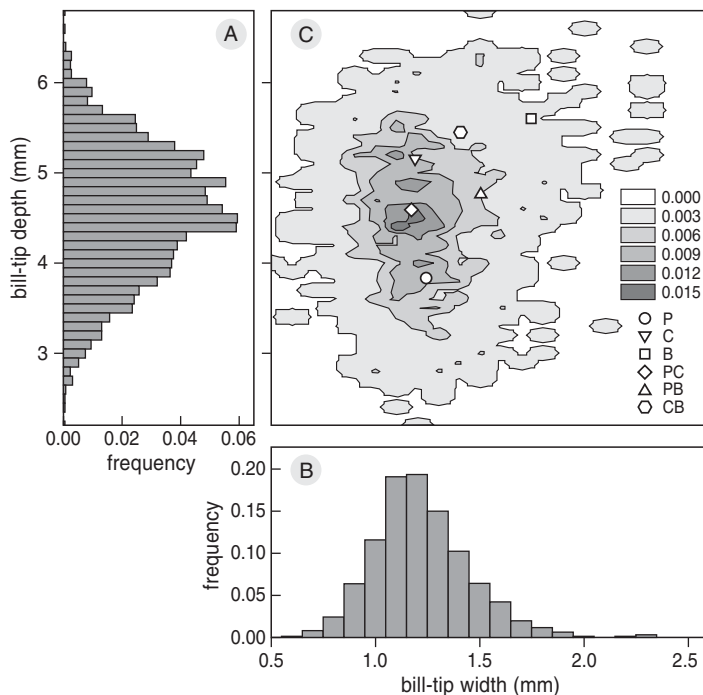 A
C
bill-tip depth (mm)
6
5
4
3
0.00 0.02 0.04 0.06
frequency
0.000
0.003
0.006
0.009
0.012
0.015
P
C
B
PC
PB
CB
B
frequency
0.20
0.15
0.10
0.05
0.00
0.5 1.0 1.5 2.0 2.5
bill-tip width (mm)